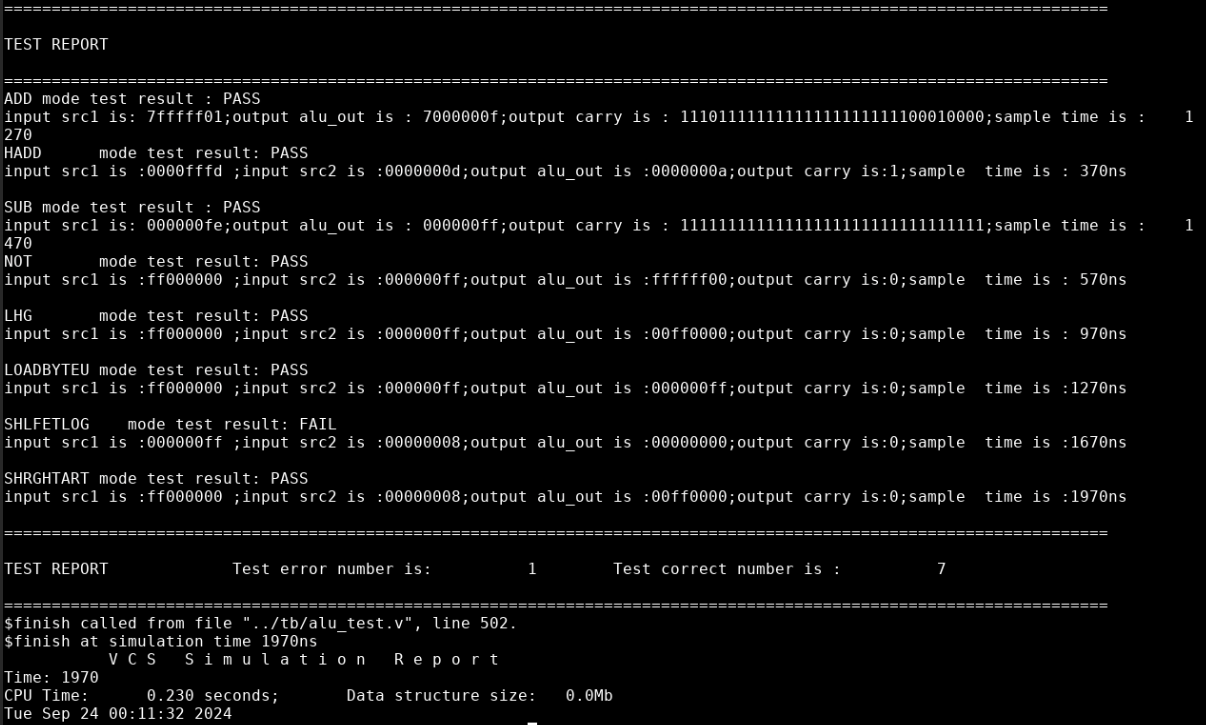 ====================================================================================================================
TEST REPORT
====================================================================================================================
ADD mode test result : PASS
input src1 is: 7fffff01;output alu_out is : 7000000f;output carry is : 11101111111111111111111100010000;sample time is :    1
270
HADD      mode test result: PASS
input src1 is :0000fffd ;input src2 is :0000000d;output alu_out is :0000000a;output carry is:1;sample  time is : 370ns
SUB mode test result : PASS
input src1 is: 000000fe;output alu_out is : 000000ff;output carry is : 11111111111111111111111111111111;sample time is :    1
470
NOT       mode test result: PASS
input src1 is :ff000000 ;input src2 is :000000ff;output alu_out is :ffffff00;output carry is:0;sample  time is : 570ns
LHG       mode test result: PASS
input src1 is :ff000000 ;input src2 is :000000ff;output alu_out is :00ff0000;output carry is:0;sample  time is : 970ns
LOADBYTEU mode test result: PASS
input src1 is :ff000000 ;input src2 is :000000ff;output alu_out is :000000ff;output carry is:0;sample  time is :1270ns
SHLFETLOG    mode test result: FAIL
input src1 is :000000ff ;input src2 is :00000008;output alu_out is :00000000;output carry is:0;sample  time is :1670ns
SHRGHTART mode test result: PASS
input src1 is :ff000000 ;input src2 is :00000008;output alu_out is :00ff0000;output carry is:0;sample  time is :1970ns
====================================================================================================================
TEST REPORT             Test error number is:          1        Test correct number is :          7
====================================================================================================================
$finish called from file "../tb/alu_test.v", line 502.
$finish at simulation time 1970ns
           V C S   S i m u l a t i o n   R e p o r t
Time: 1970
CPU Time:      0.230 seconds;       Data structure size:   0.0Mb
Tue Sep 24 00:11:32 2024